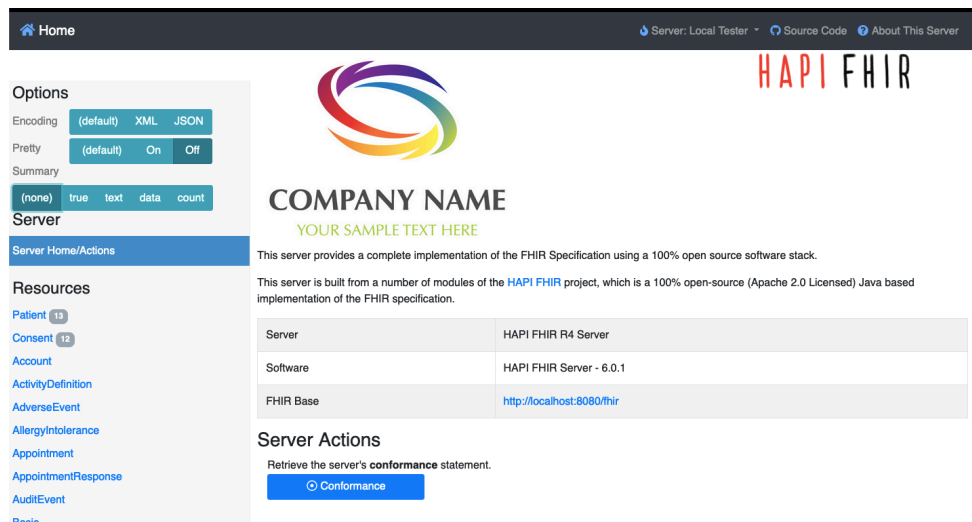 Home
Server: Local Tester
Source Code
About This Server
Options
Encoding (default) XML JSON
Pretty (default) On Off
Summary
(none) true text data count
Server
Server Home/Actions
Resources
Patient 13
Consent 12
Account
ActivityDefinition
AdverseEvent
AllergyIntolerance
Appointment
AppointmentResponse
AuditEvent
HAPI FHIR
COMPANY NAME
YOUR SAMPLE TEXT HERE
This server provides a complete implementation of the FHIR Specification using a 100% open source software stack.
This server is built from a number of modules of the HAPI FHIR project, which is a 100% open-source (Apache 2.0 Licensed) Java based
implementation of the FHIR specification.
Server HAPI FHIR R4 Server
Software HAPI FHIR Server - 6.0.1
FHIR Base http://localhost:8080/fhir
Server Actions
Retrieve the server's conformance statement.
Conformance